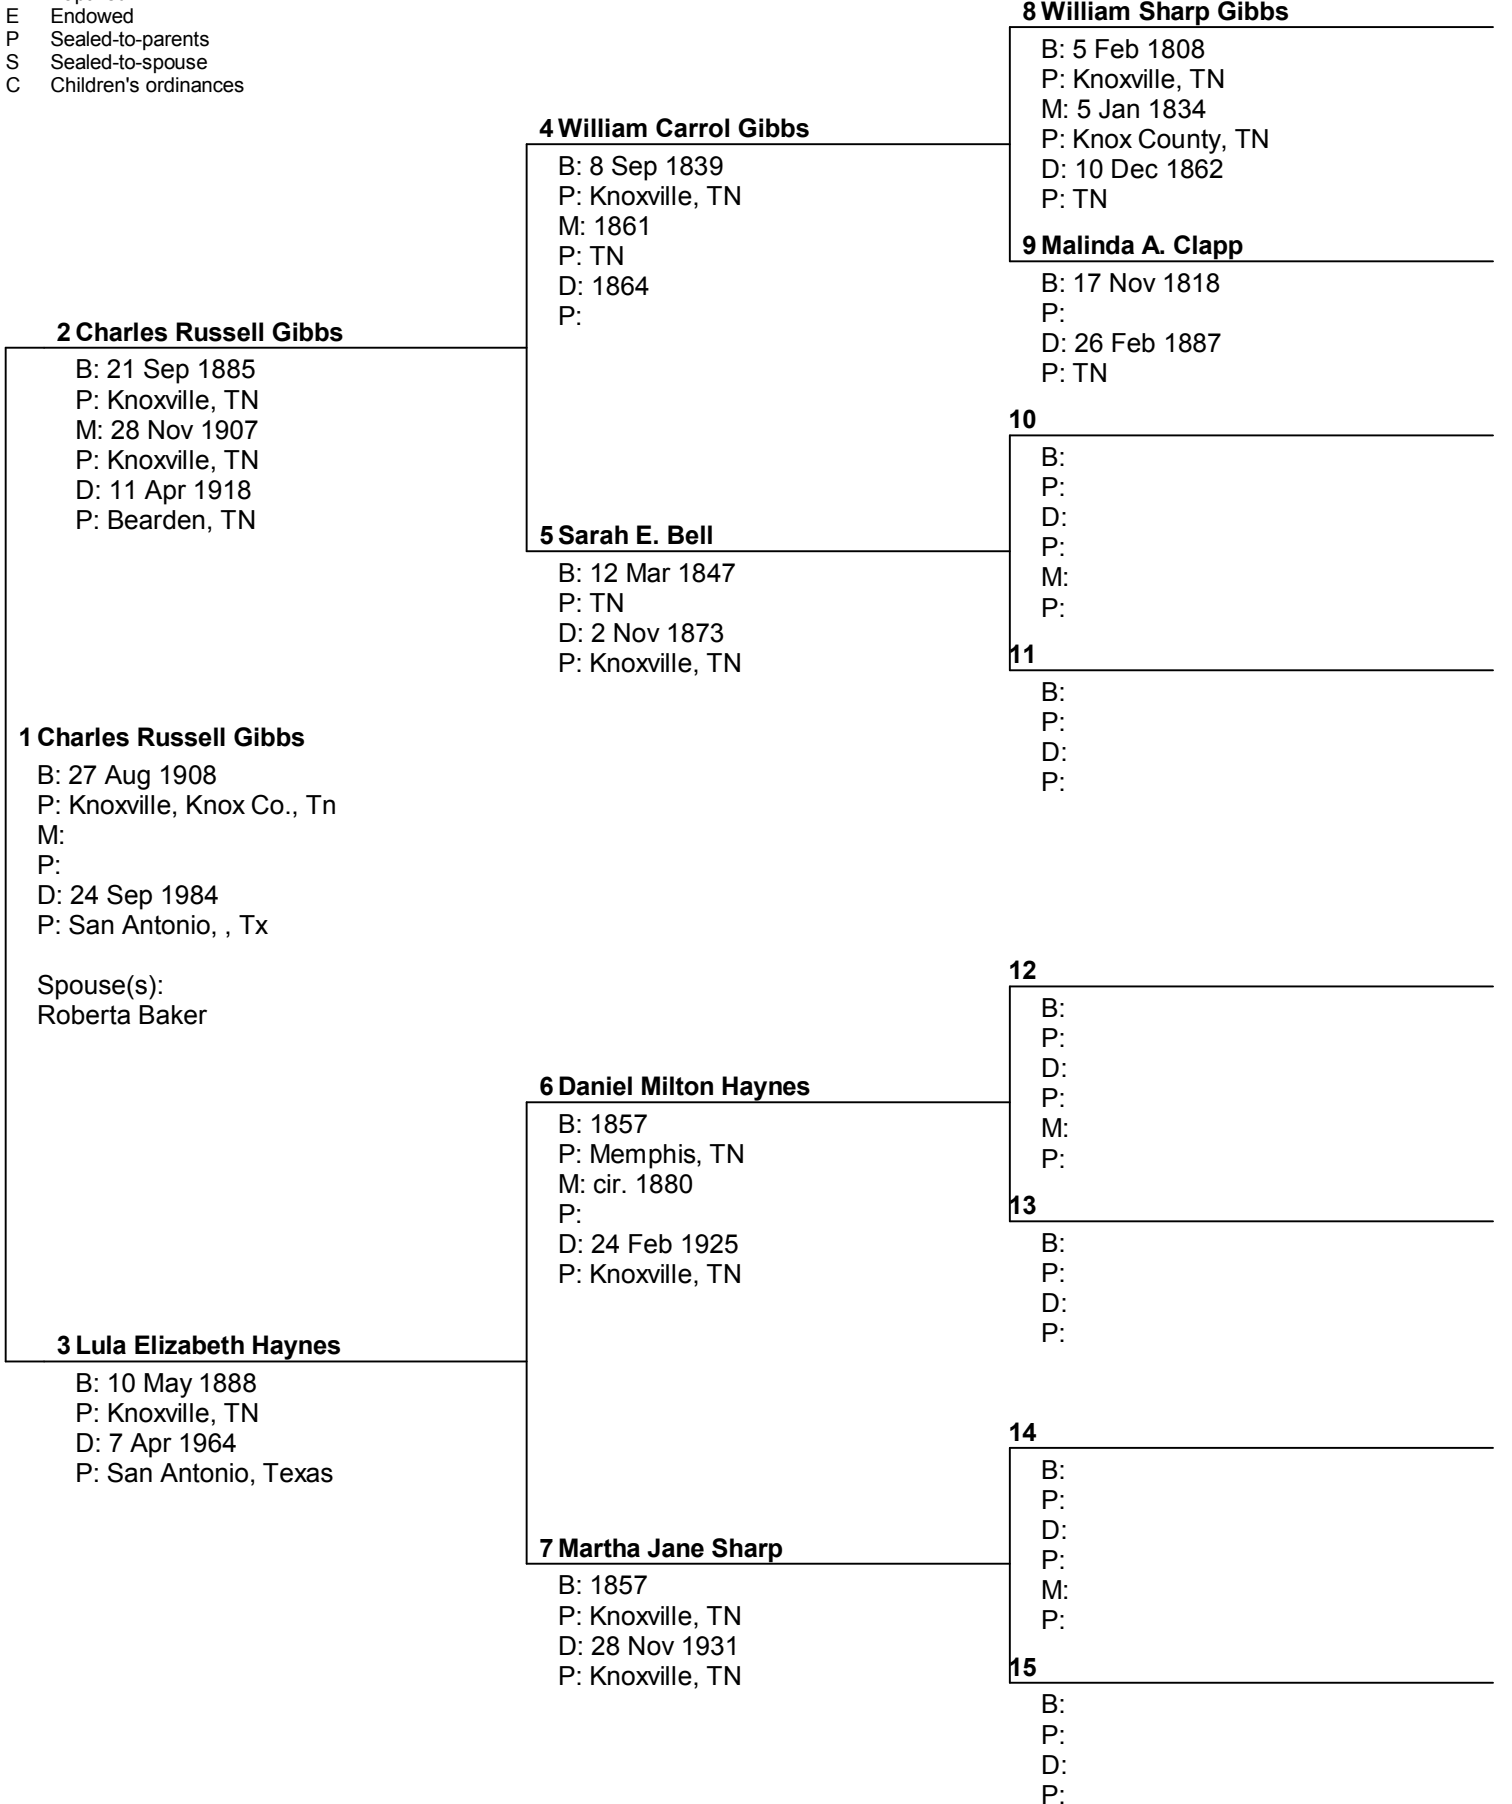 E Endowed
P Sealed-to-parents
S Sealed-to-spouse
C Children's ordinances
8 William Sharp Gibbs
B: 5 Feb 1808
P: Knoxville, TN
M: 5 Jan 1834
P: Knox County, TN
D: 10 Dec 1862
P: TN
4 William Carrol Gibbs
B: 8 Sep 1839
P: Knoxville, TN
M: 1861
P: TN
D: 1864
P:
9 Malinda A. Clapp
B: 17 Nov 1818
P:
D: 26 Feb 1887
P: TN
2 Charles Russell Gibbs
B: 21 Sep 1885
P: Knoxville, TN
M: 28 Nov 1907
P: Knoxville, TN
D: 11 Apr 1918
P: Bearden, TN
10
B:
P:
D:
P:
M:
P:
5 Sarah E. Bell
B: 12 Mar 1847
P: TN
D: 2 Nov 1873
P: Knoxville, TN
11
B:
P:
D:
P:
1 Charles Russell Gibbs
B: 27 Aug 1908
P: Knoxville, Knox Co., Tn
M:
P:
D: 24 Sep 1984
P: San Antonio, , Tx
Spouse(s):
Roberta Baker
12
B:
P:
D:
P:
M:
P:
6 Daniel Milton Haynes
B: 1857
P: Memphis, TN
M: cir. 1880
P:
D: 24 Feb 1925
P: Knoxville, TN
13
B:
P:
D:
P:
3 Lula Elizabeth Haynes
B: 10 May 1888
P: Knoxville, TN
D: 7 Apr 1964
P: San Antonio, Texas
14
B:
P:
D:
P:
M:
P:
7 Martha Jane Sharp
B: 1857
P: Knoxville, TN
D: 28 Nov 1931
P: Knoxville, TN
15
B:
P:
D:
P: